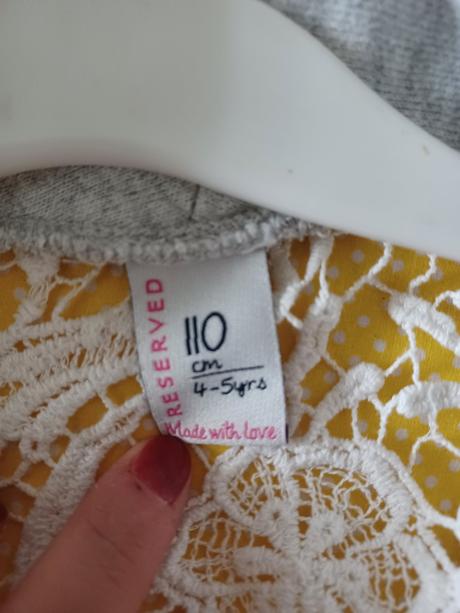 RESERVED
110
cm
4-5yrs
Made with love